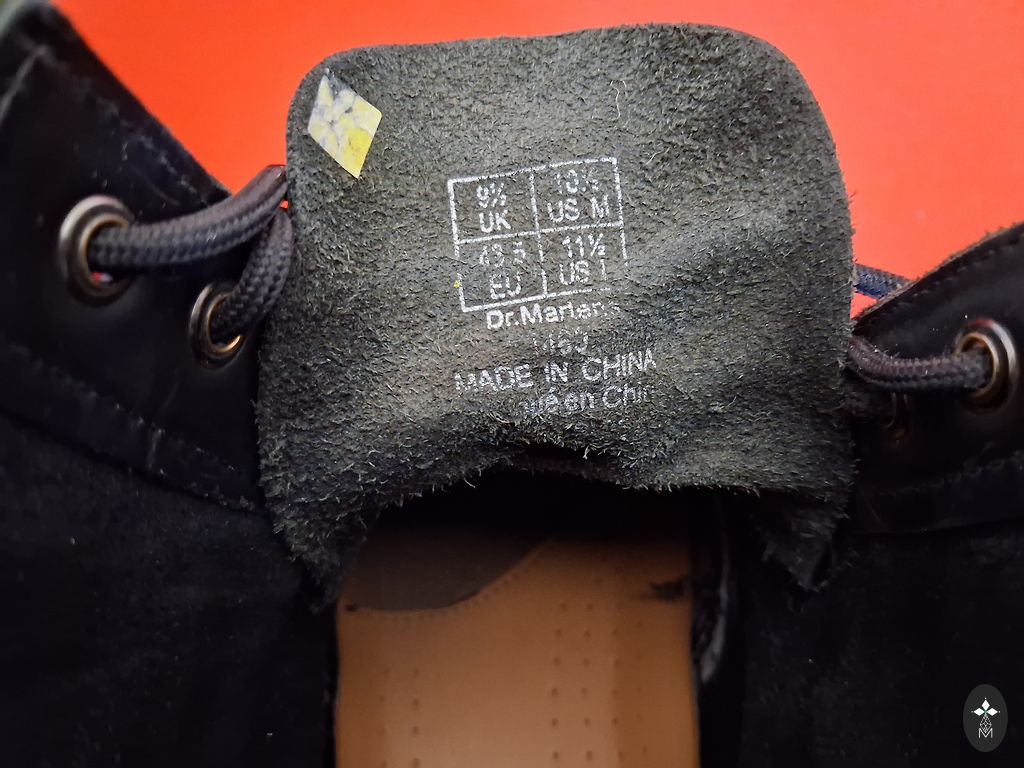 9½ 10½
UK US M
43.5 11½
EU US L
Dr.Martens
MADE IN CHINA
M